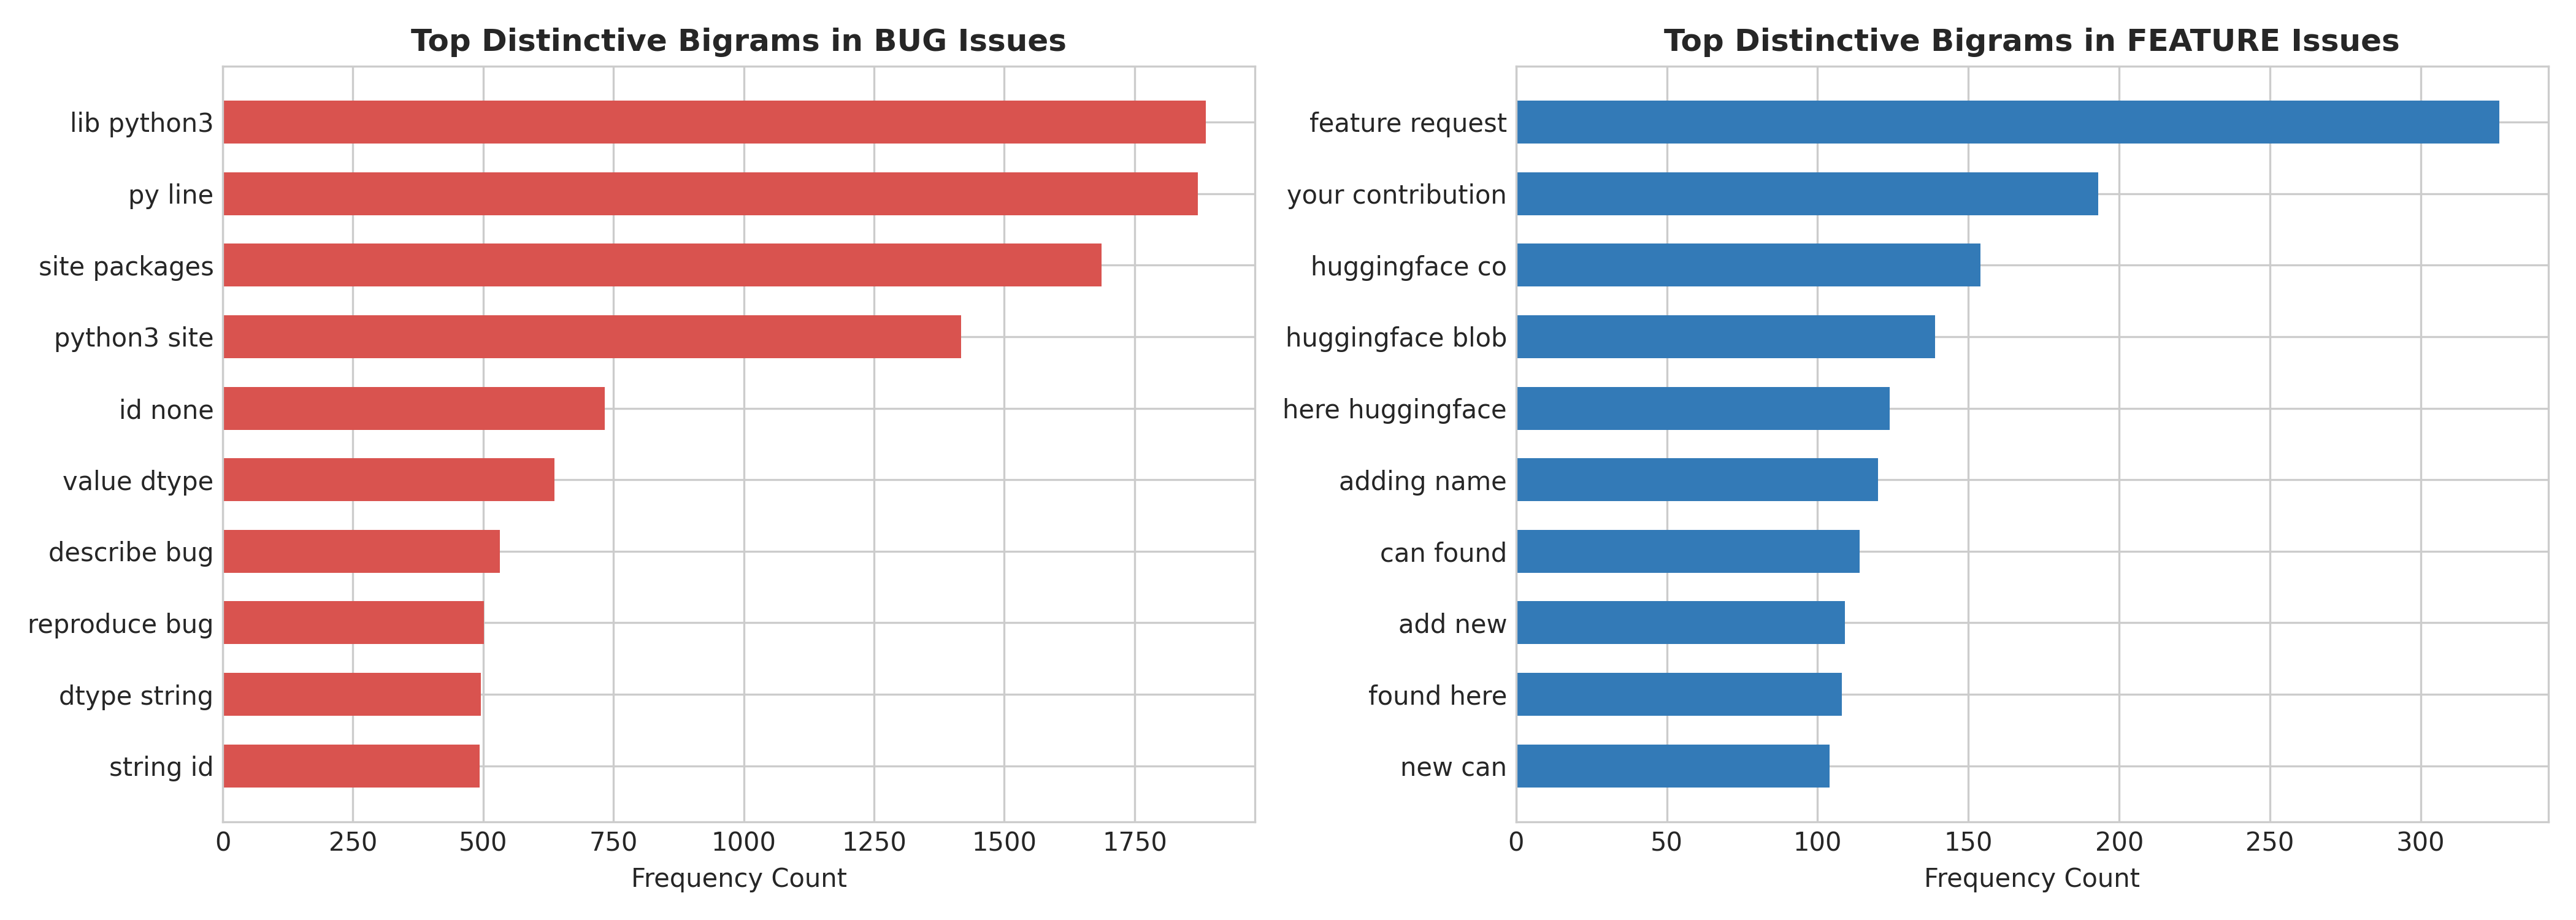 Top Distinctive Bigrams in BUG Issues
lib python3
py line
site packages
python3 site
id none
value dtype
describe bug
reproduce bug
dtype string
string id
0 250 500 750 1000 1250 1500 1750
Frequency Count
Top Distinctive Bigrams in FEATURE Issues
feature request
your contribution
huggingface co
huggingface blob
here huggingface
adding name
can found
add new
found here
new can
0 50 100 150 200 250 300
Frequency Count